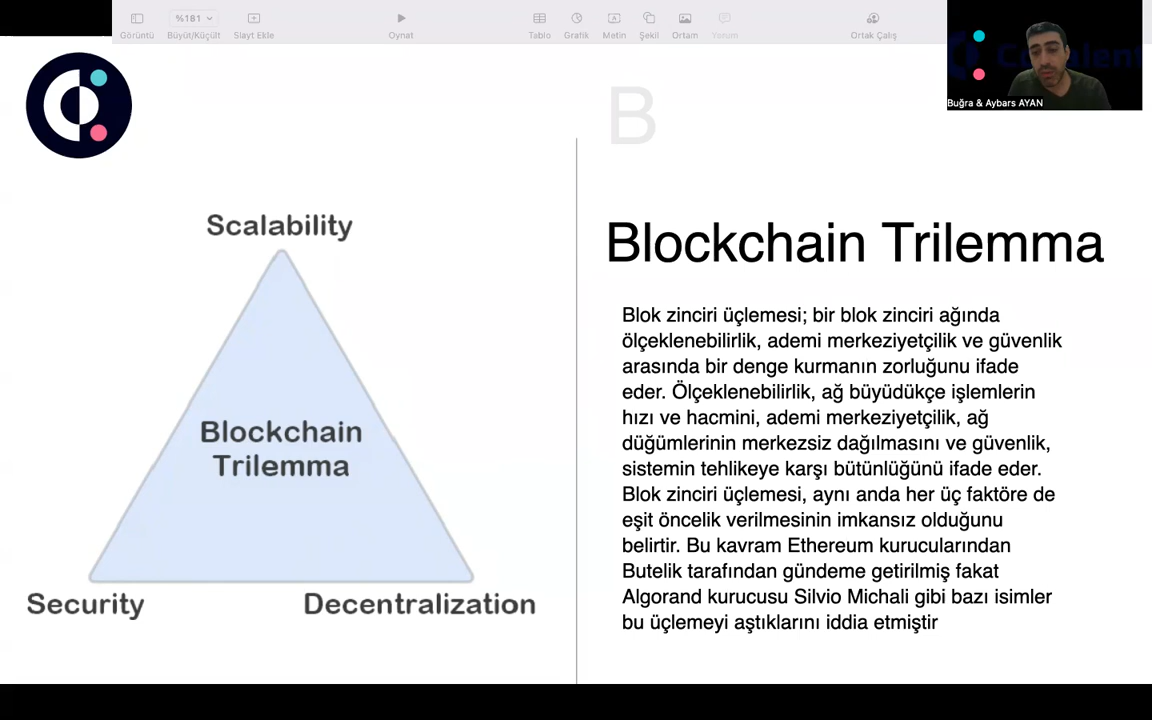 %181
Görüntü
Büyüt/Küçült
Slayt Ekle
Oynat
Tablo
Grafik
Metin
Şekil
Ortam
Yorum
Ortak Çalış
Buğra & Aybars AYAN
B
Scalability
Blockchain
Trilemma
Security
Decentralization
Blockchain Trilemma
Blok zinciri üçlemesi; bir blok zinciri ağında
ölçeklenebilirlik, ademi merkeziyetçilik ve güvenlik
arasında bir denge kurmanın zorluğunu ifade
eder. Ölçeklenebilirlik, ağ büyüdükçe işlemlerin
hızı ve hacmini, ademi merkeziyetçilik, ağ
düğümlerinin merkezsiz dağılmasını ve güvenlik,
sistemin tehlikeye karşı bütünlüğünü ifade eder.
Blok zinciri üçlemesi, aynı anda her üç faktöre de
eşit öncelik verilmesinin imkansız olduğunu
belirtir. Bu kavram Ethereum kurucularından
Butelik tarafından gündeme getirilmiş fakat
Algorand kurucusu Silvio Michali gibi bazı isimler
bu üçlemeyi aştıklarını iddia etmiştir